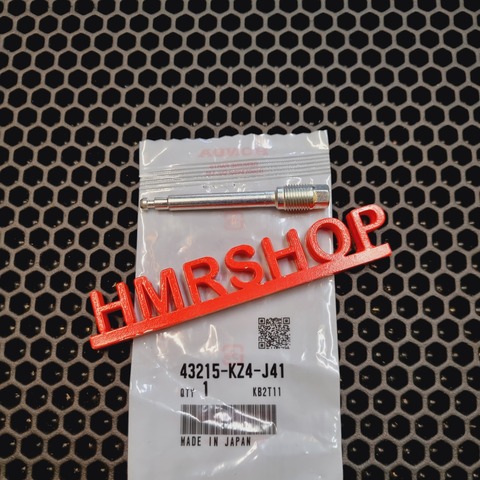 HMRSHOP
43215-KZ4-J41
QTY 1 KB2T11
MADE IN JAPAN